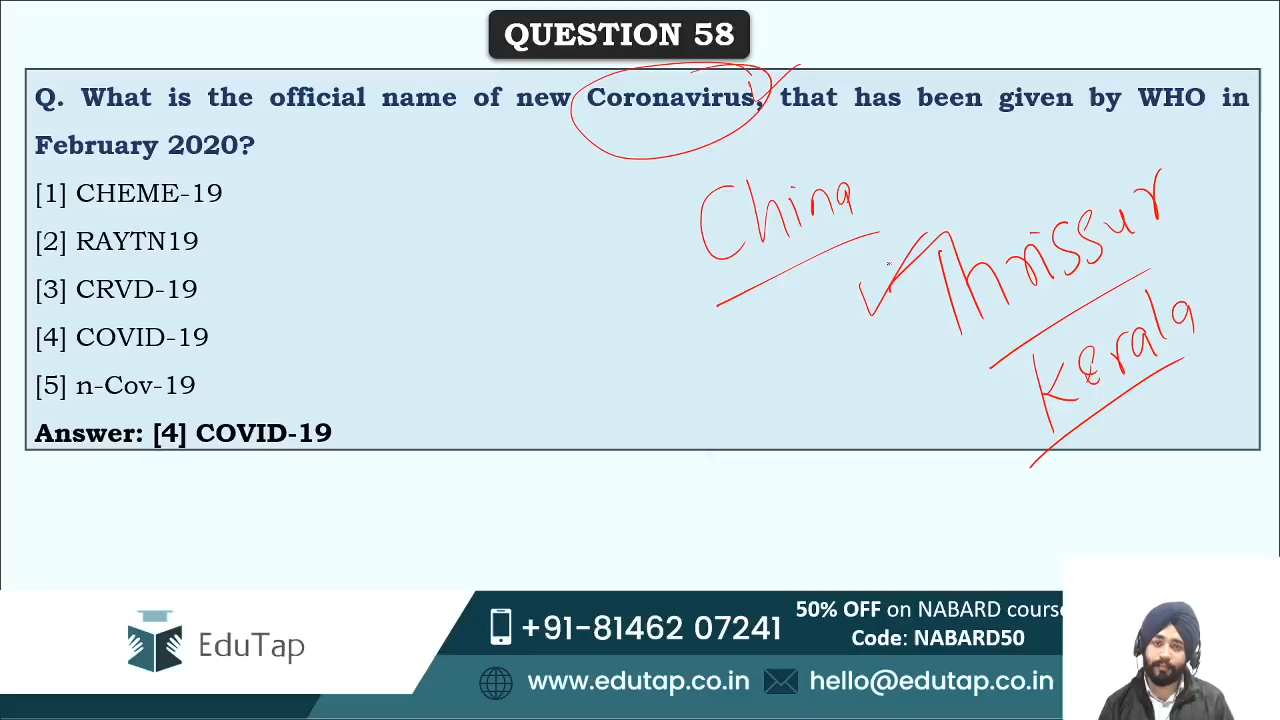 QUESTION 58
Q. What is the official name of new Coronavirus, that has been given by WHO in
February 2020?
[1] CHEME-19
[2] RAYTN19
[3] CRVD-19
[4] COVID-19
[5] n-Cov-19
Answer: [4] COVID-19
China
Thrissur
Kerala
EduTap
+91-81462 07241
50% OFF on NABARD course
Code: NABARD50
www.edutap.co.in
hello@edutap.co.in